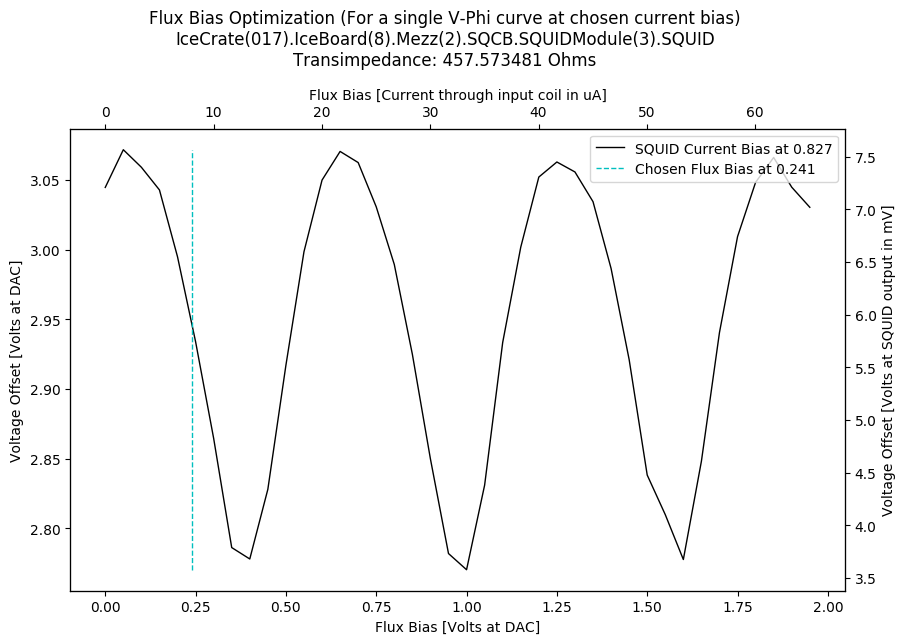 Flux Bias Optimization (For a single V-Phi curve at chosen current bias)
IceCrate(017).IceBoard(8).Mezz(2).SQCB.SQUIDModule(3).SQUID
Transimpedance: 457.573481 Ohms
Flux Bias [Current through input coil in uA]
0 10 20 30 40 50 60
SQUID Current Bias at 0.827
Chosen Flux Bias at 0.241
Voltage Offset [Volts at DAC]
3.05
3.00
2.95
2.90
2.85
2.80
7.5
7.0
6.5
6.0
5.5
5.0
4.5
4.0
3.5
Voltage Offset [Volts at SQUID output in mV]
0.00 0.25 0.50 0.75 1.00 1.25 1.50 1.75 2.00
Flux Bias [Volts at DAC]